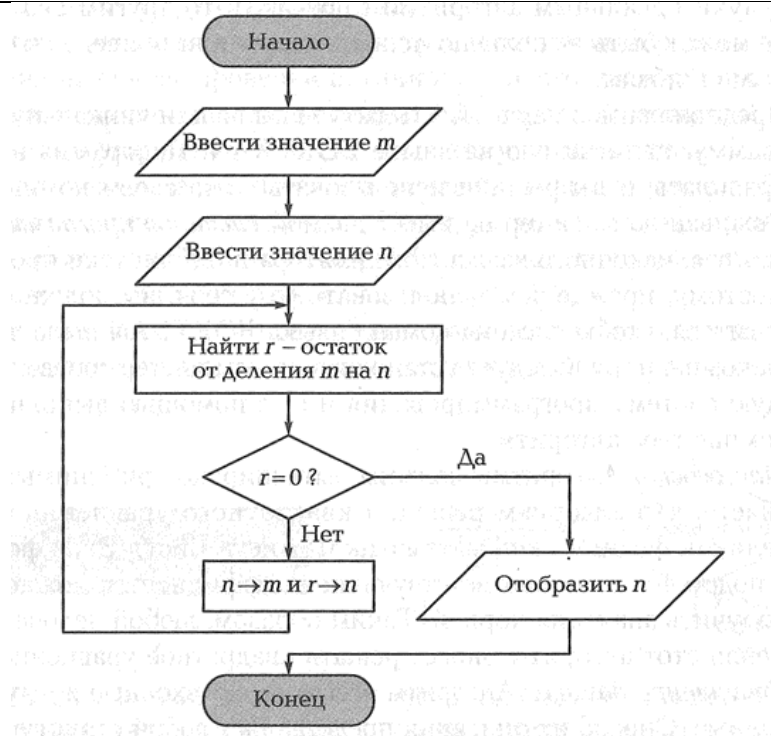 Начало
Ввести значение m
Ввести значение n
Найти r – остаток
от деления m на n
r = 0 ?
Да
Нет
n→m и r→n
Отобразить n
Конец